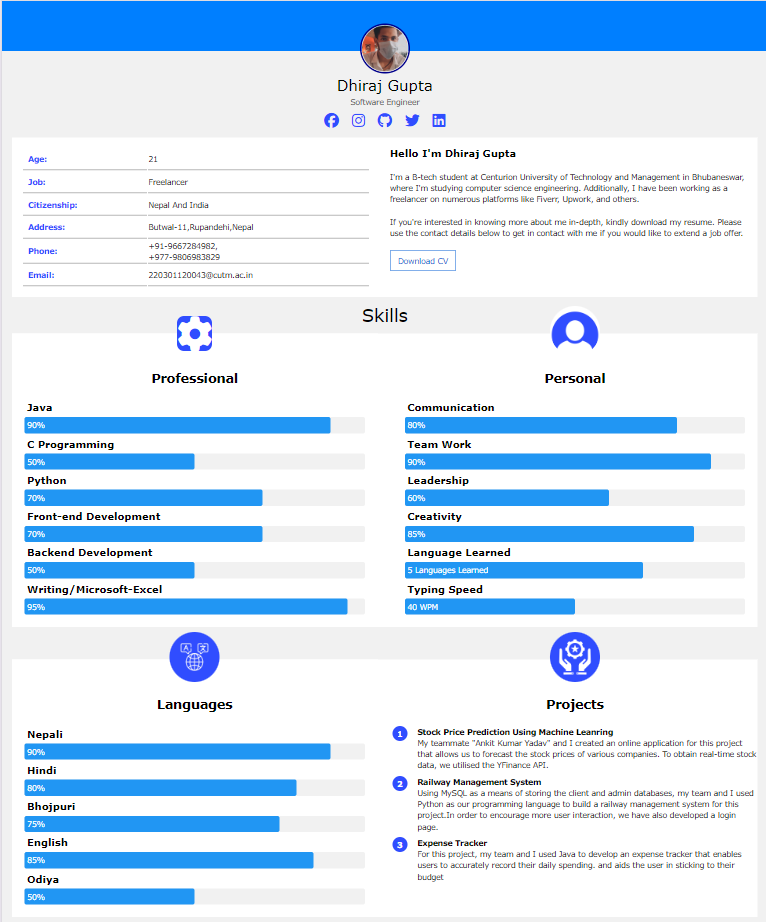 Dhiraj Gupta
Software Engineer
Age: 21
Job: Freelancer
Citizenship: Nepal And India
Address: Butwal-11,Rupandehi,Nepal
Phone: +91-9667284982,
+977-9806983829
Email: 220301120043@cutm.ac.in
Hello I'm Dhiraj Gupta
I'm a B-tech student at Centurion University of Technology and Management in Bhubaneswar,
where I'm studying computer science engineering. Additionally, I have been working as a
freelancer on numerous platforms like Fiverr, Upwork, and others.
If you're interested in knowing more about me in-depth, kindly download my resume. Please
use the contact details below to get in contact with me if you would like to extend a job offer.
Download CV
Skills
Professional
Java
90%
C Programming
50%
Python
70%
Front-end Development
70%
Backend Development
50%
Writing/Microsoft-Excel
95%
Personal
Communication
80%
Team Work
90%
Leadership
60%
Creativity
85%
Language Learned
5 Languages Learned
Typing Speed
40 WPM
Languages
Nepali
90%
Hindi
80%
Bhojpuri
75%
English
85%
Odiya
50%
Projects
1 Stock Price Prediction Using Machine Leanring
My teammate "Ankit Kumar Yadav" and I created an online application for this project
that allows us to forecast the stock prices of various companies. To obtain real-time stock
data, we utilised the YFinance API.
2 Railway Management System
Using MySQL as a means of storing the client and admin databases, my team and I used
Python as our programming language to build a railway management system for this
project.In order to encourage more user interaction, we have also developed a login
page.
3 Expense Tracker
For this project, my team and I used Java to develop an expense tracker that enables
users to accurately record their daily spending. and aids the user in sticking to their
budget